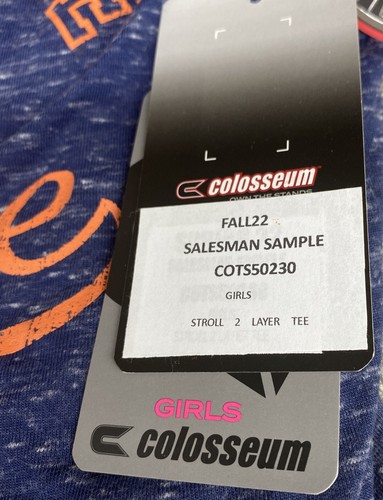 colosseum
OWN THE STANDS
FALL22
SALESMAN SAMPLE
COTS50230
GIRLS
STROLL 2 LAYER TEE
GIRLS
colosseum